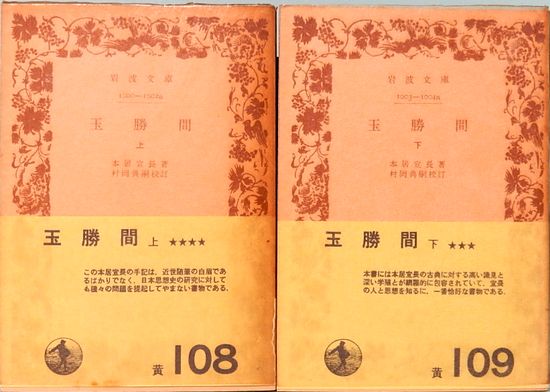 岩波文庫
玉勝間
上
本居宣長著
村岡典嗣校訂
玉勝間 上 ★★★★
この本居宣長の手記は、近世随筆の白眉であ
るばかりでなく、日本思想史の研究に対して
も種々の問題を提起してやまない書物である。
黄 108
岩波文庫
玉勝間
下
本居宣長著
村岡典嗣校訂
玉勝間 下 ★★★
本書には本居宣長の古典に対する高い識見と
深い学殖とが網羅的に包容されていて、宣長
の人と思想を知るに、一番恰好な書物である。
黄 109